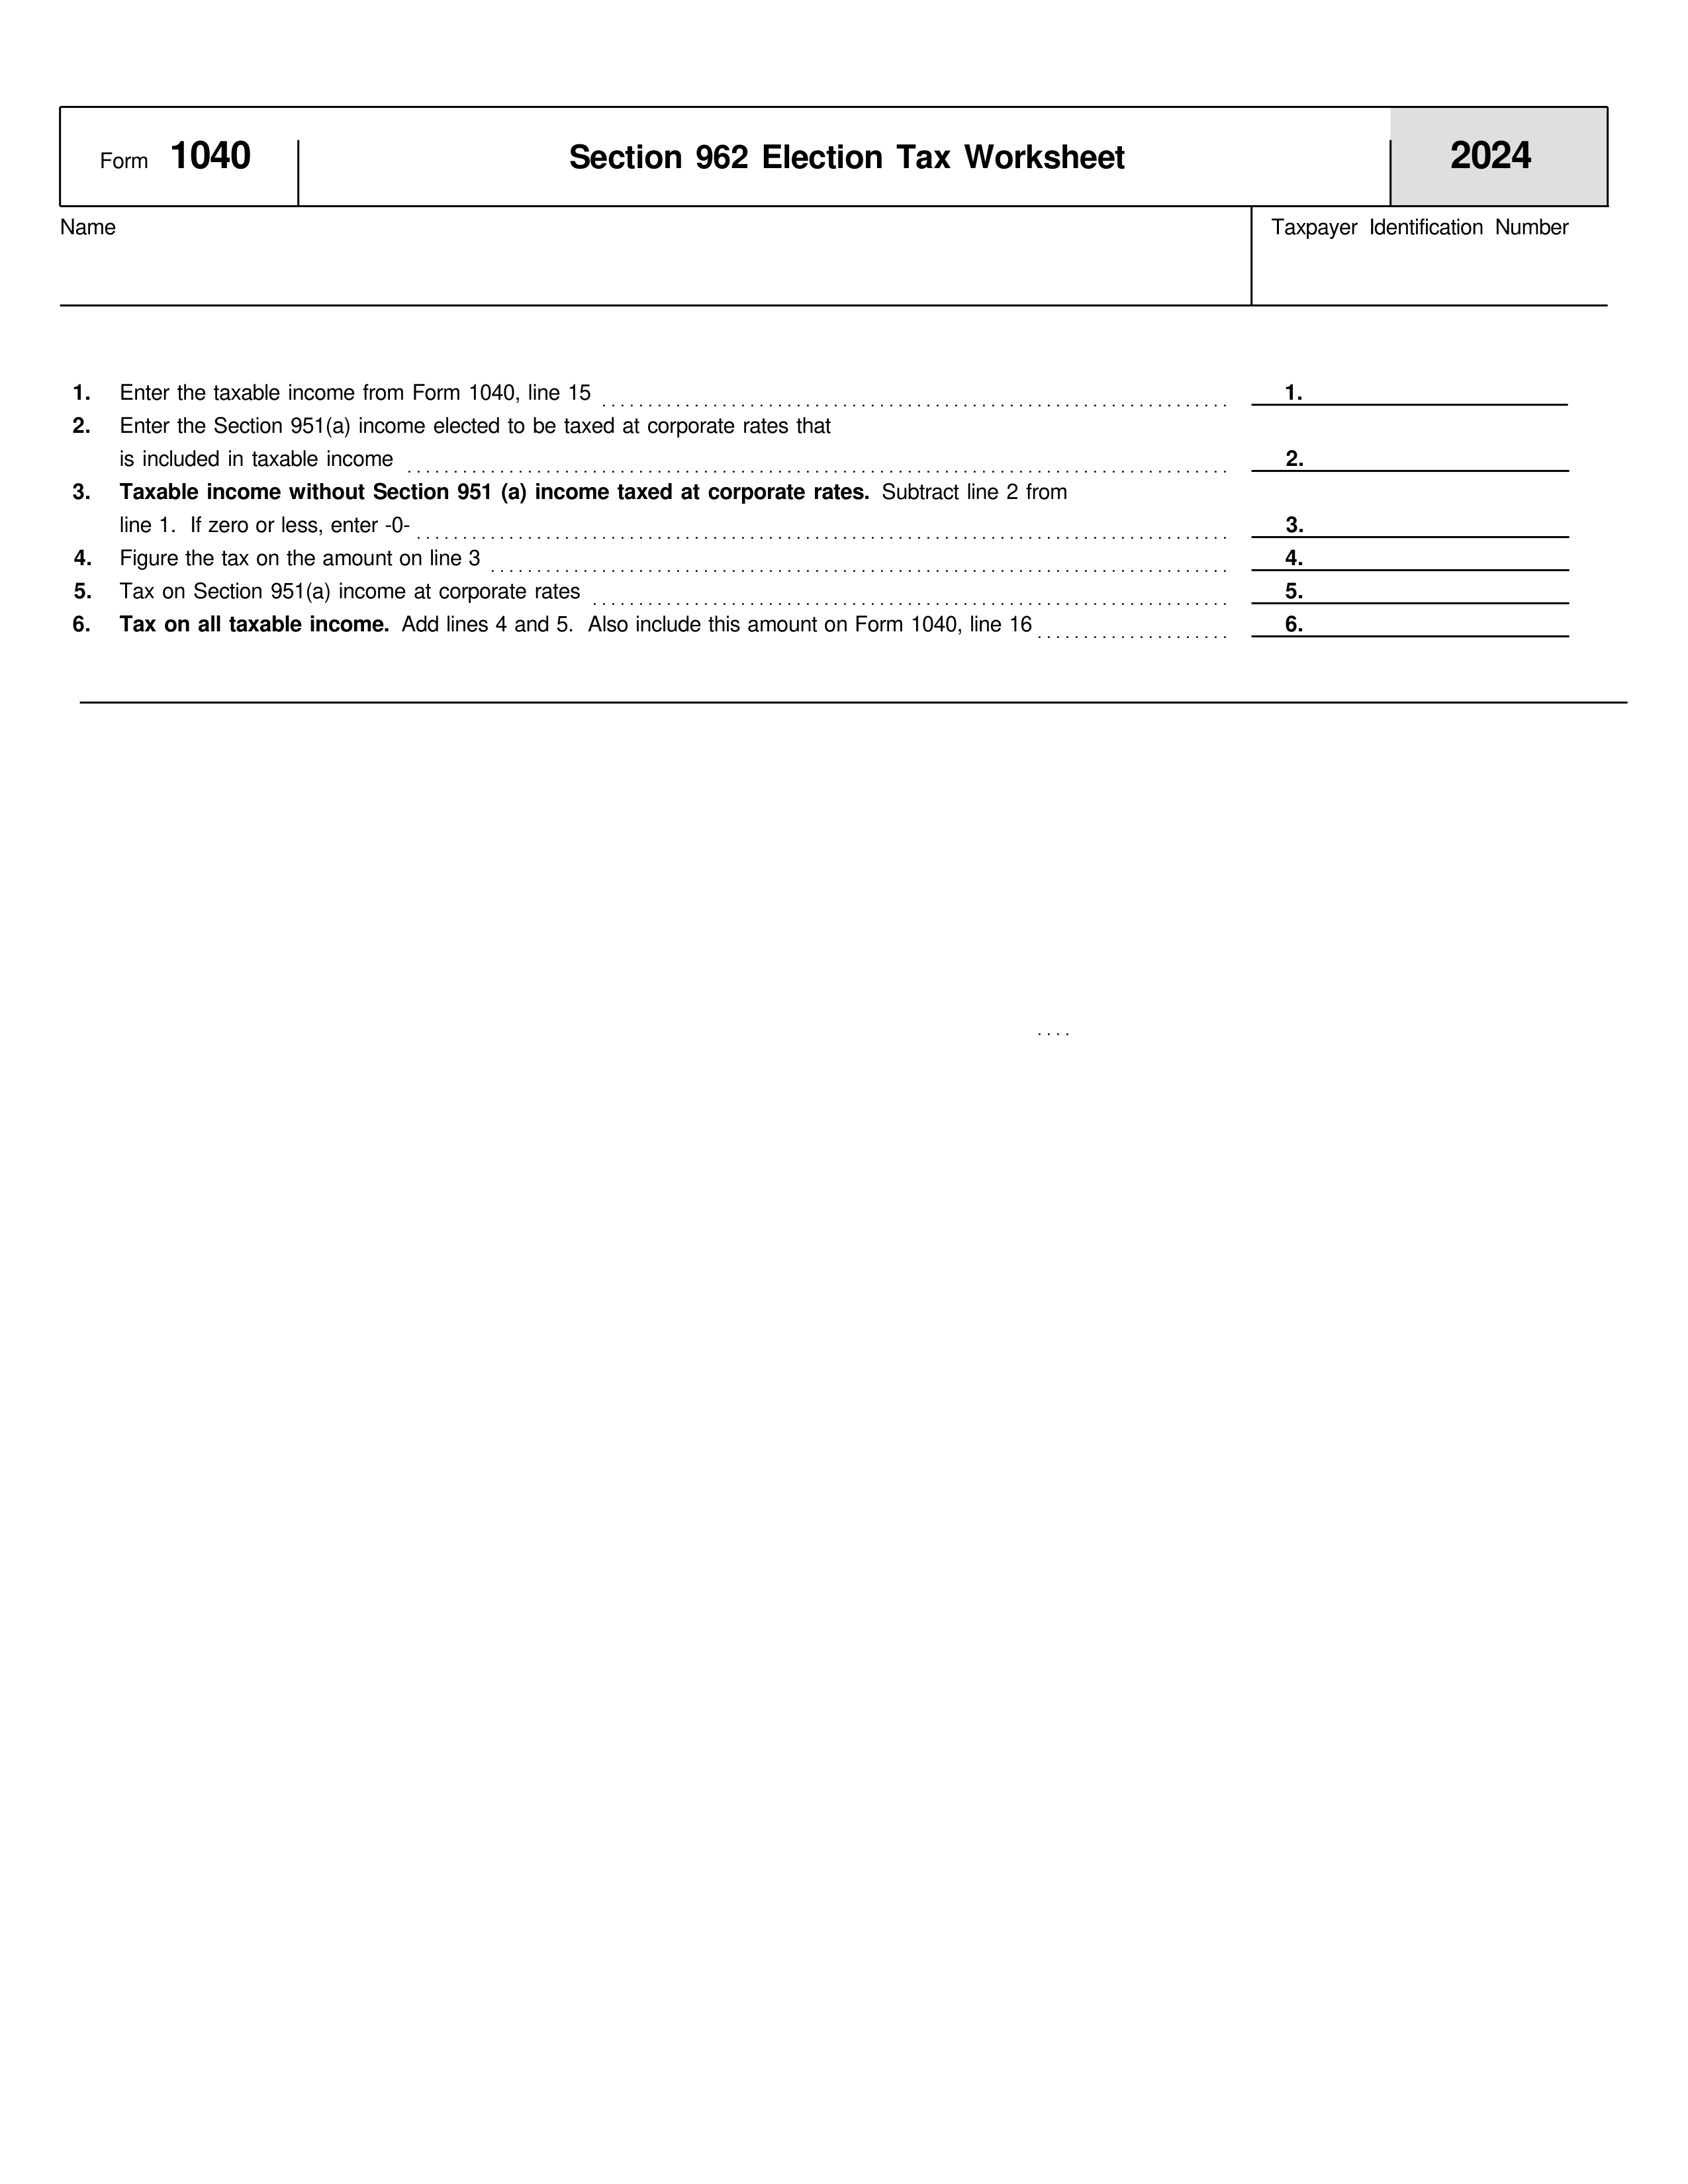 Form 1040 Section 962 Election Tax Worksheet 2024
Name Taxpayer Identification Number
1. Enter the taxable income from Form 1040, line 15 1.
2. Enter the Section 951(a) income elected to be taxed at corporate rates that
is included in taxable income 2.
3. Taxable income without Section 951 (a) income taxed at corporate rates. Subtract line 2 from
line 1. If zero or less, enter -0- 3.
4. Figure the tax on the amount on line 3 4.
5. Tax on Section 951(a) income at corporate rates 5.
6. Tax on all taxable income. Add lines 4 and 5. Also include this amount on Form 1040, line 16 6.